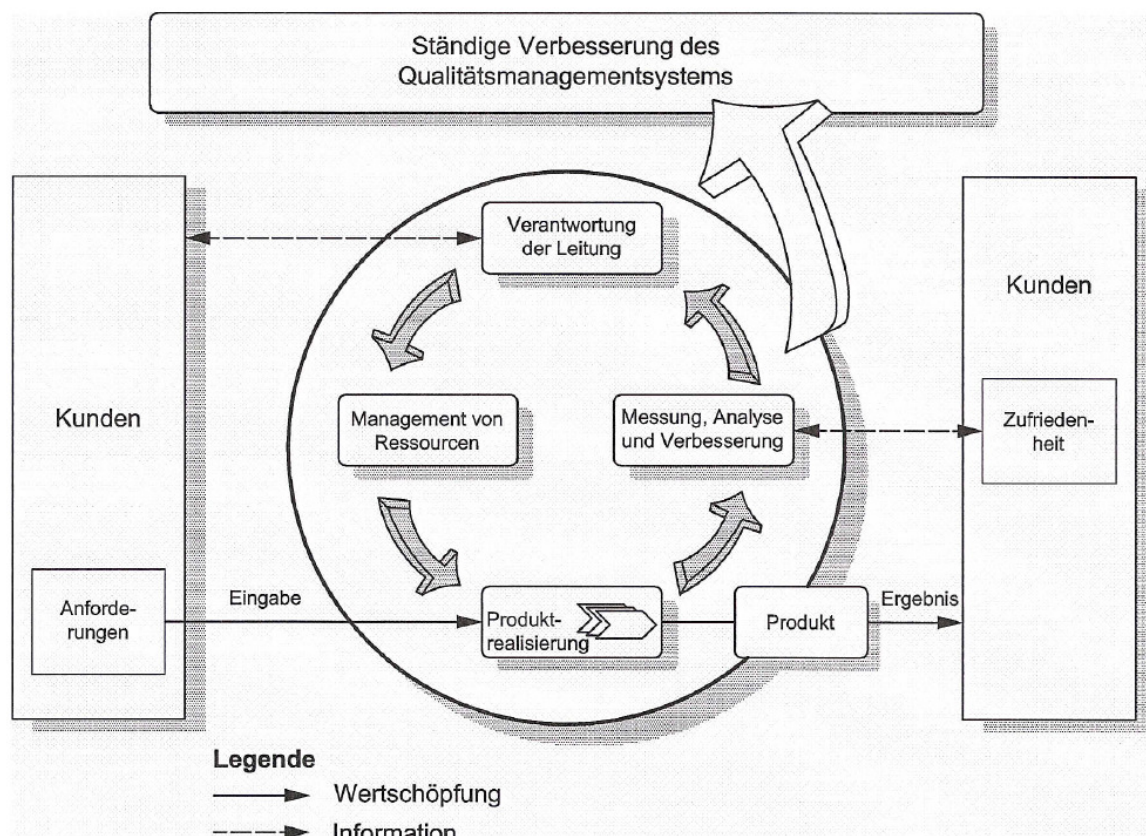 Ständige Verbesserung des
Qualitätsmanagementsystems
Verantwortung
der Leitung
Kunden
Kunden
Management von
Ressourcen
Messung, Analyse
und Verbesserung
Zufrieden-
heit
Anforde-
rungen
Eingabe
Produkt-
realisierung
Produkt
Ergebnis
Legende
Wertschöpfung
Information